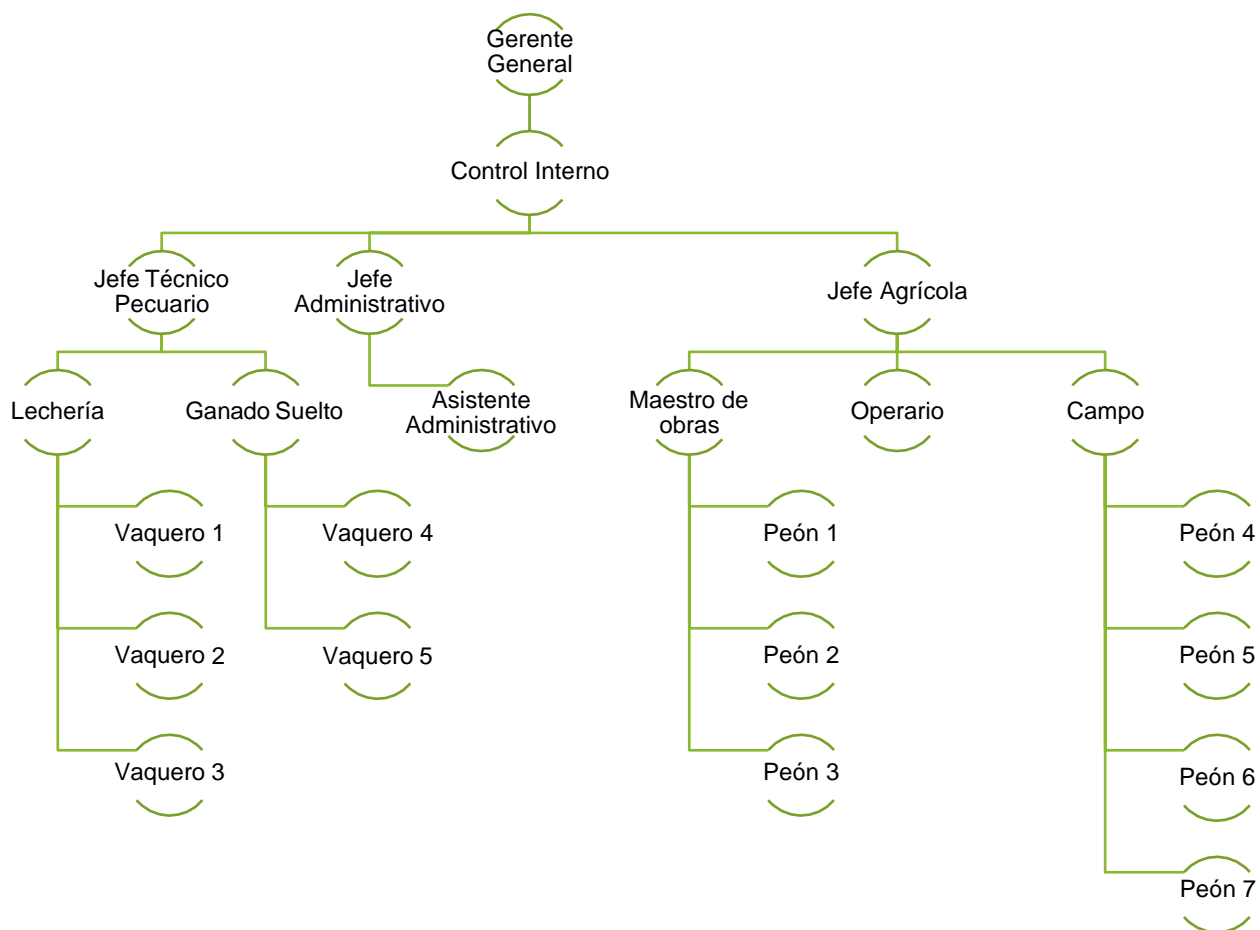 Gerente
General
Control Interno
Jefe Técnico
Pecuario
Jefe
Administrativo
Jefe Agrícola
Lechería
Ganado Suelto
Asistente
Administrativo
Maestro de
obras
Operario
Campo
Vaquero 1
Vaquero 4
Peón 1
Peón 4
Vaquero 2
Vaquero 5
Peón 2
Peón 5
Vaquero 3
Peón 3
Peón 6
Peón 7